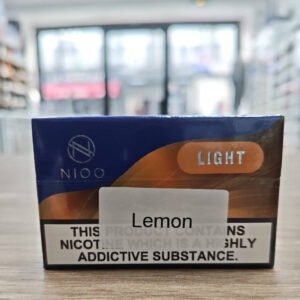 NIOO
LIGHT
Lemon
THIS PRODUCT CONTAINS
NICOTINE WHICH IS A HIGHLY
ADDICTIVE SUBSTANCE.